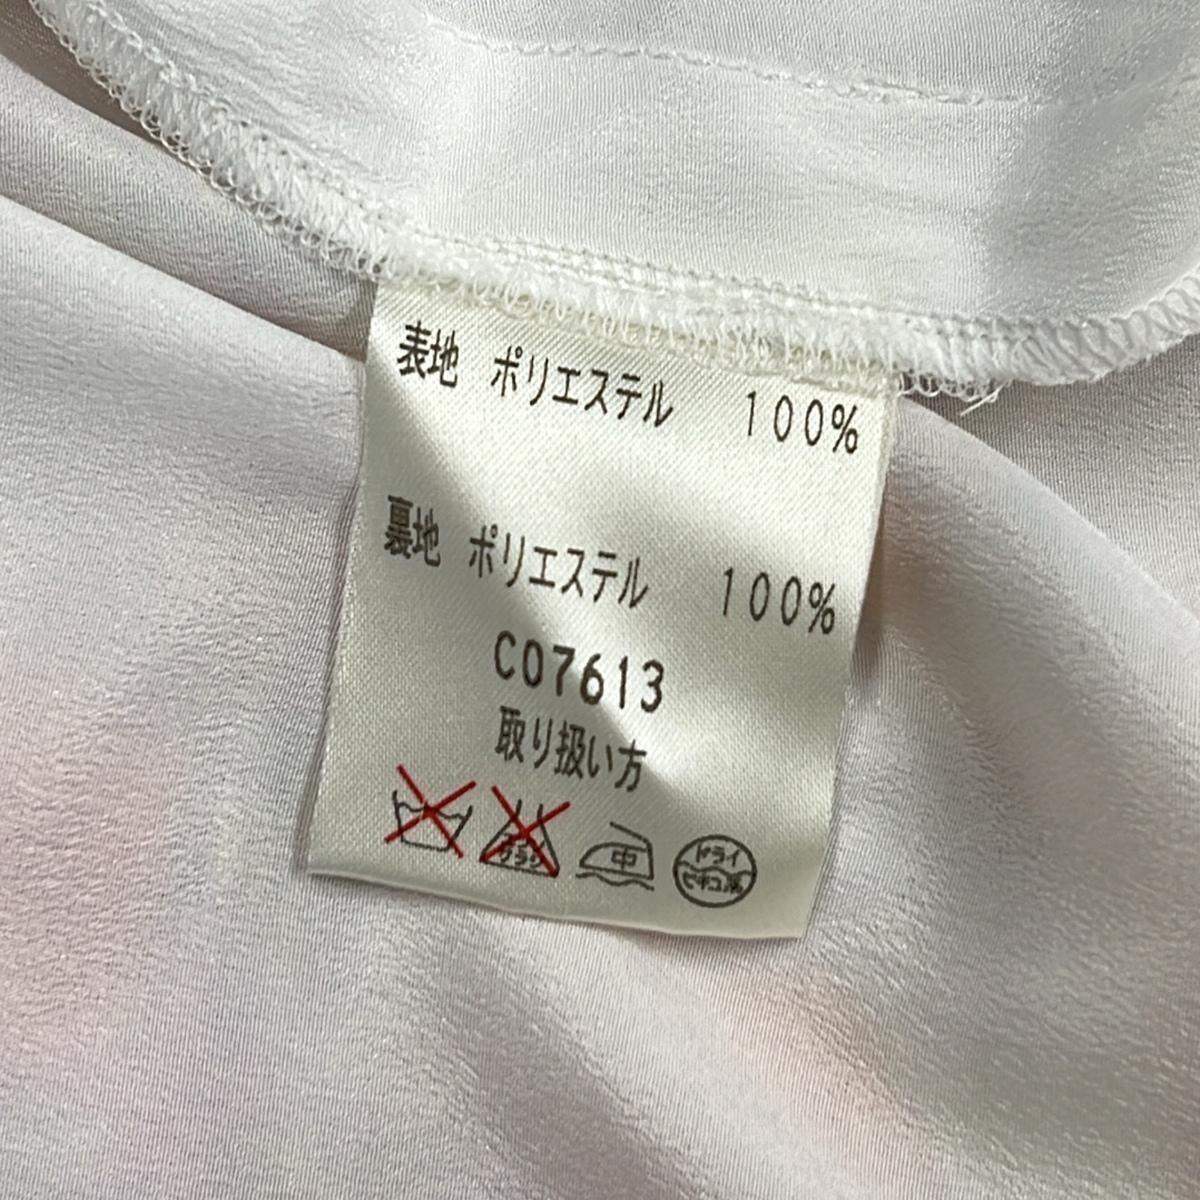 表地 ポリエステル 100%
裏地 ポリエステル 100%
C07613
取り扱い方
中
ドライ